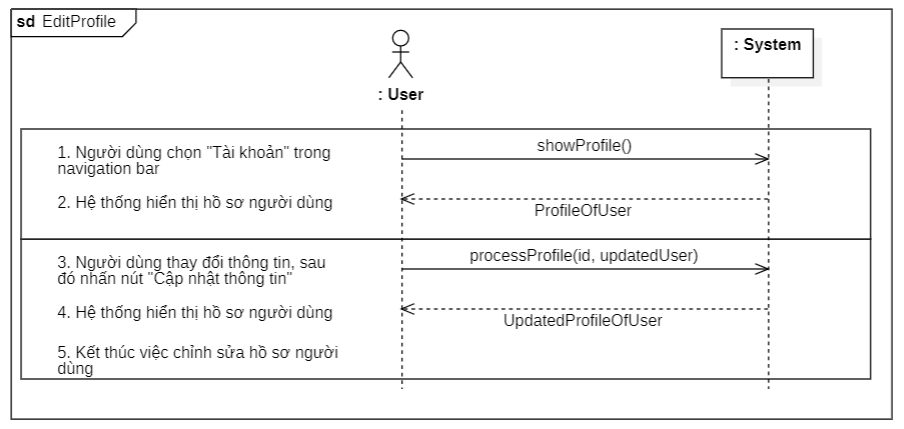 sd EditProfile
: User
: System
1. Người dùng chọn "Tài khoản" trong
navigation bar
showProfile()
2. Hệ thống hiển thị hồ sơ người dùng
ProfileOfUser
3. Người dùng thay đổi thông tin, sau
đó nhấn nút "Cập nhật thông tin"
processProfile(id, updatedUser)
4. Hệ thống hiển thị hồ sơ người dùng
UpdatedProfileOfUser
5. Kết thúc việc chỉnh sửa hồ sơ người
dùng